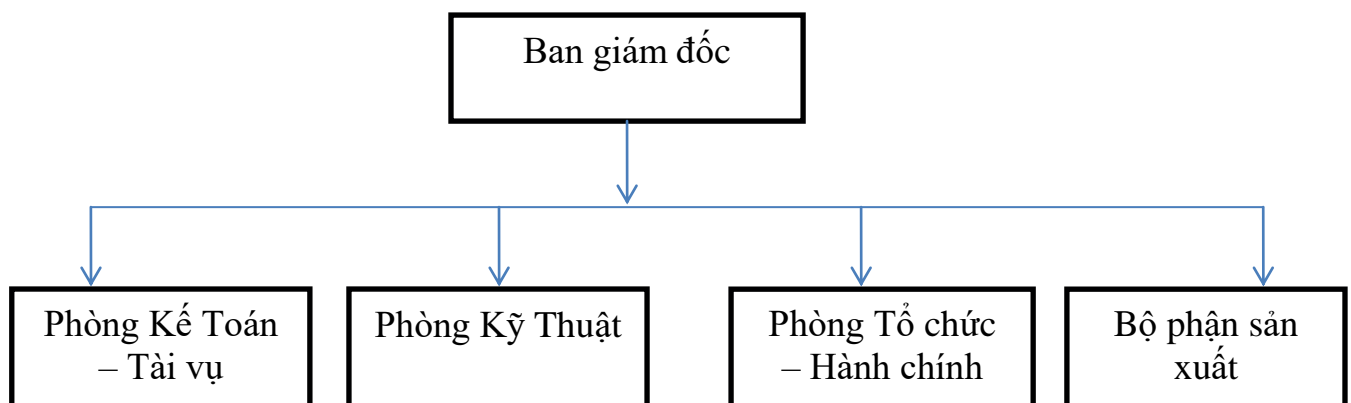 Ban giám đốc
Phòng Kế Toán
– Tài vụ
Phòng Kỹ Thuật
Phòng Tổ chức
– Hành chính
Bộ phận sản
xuất